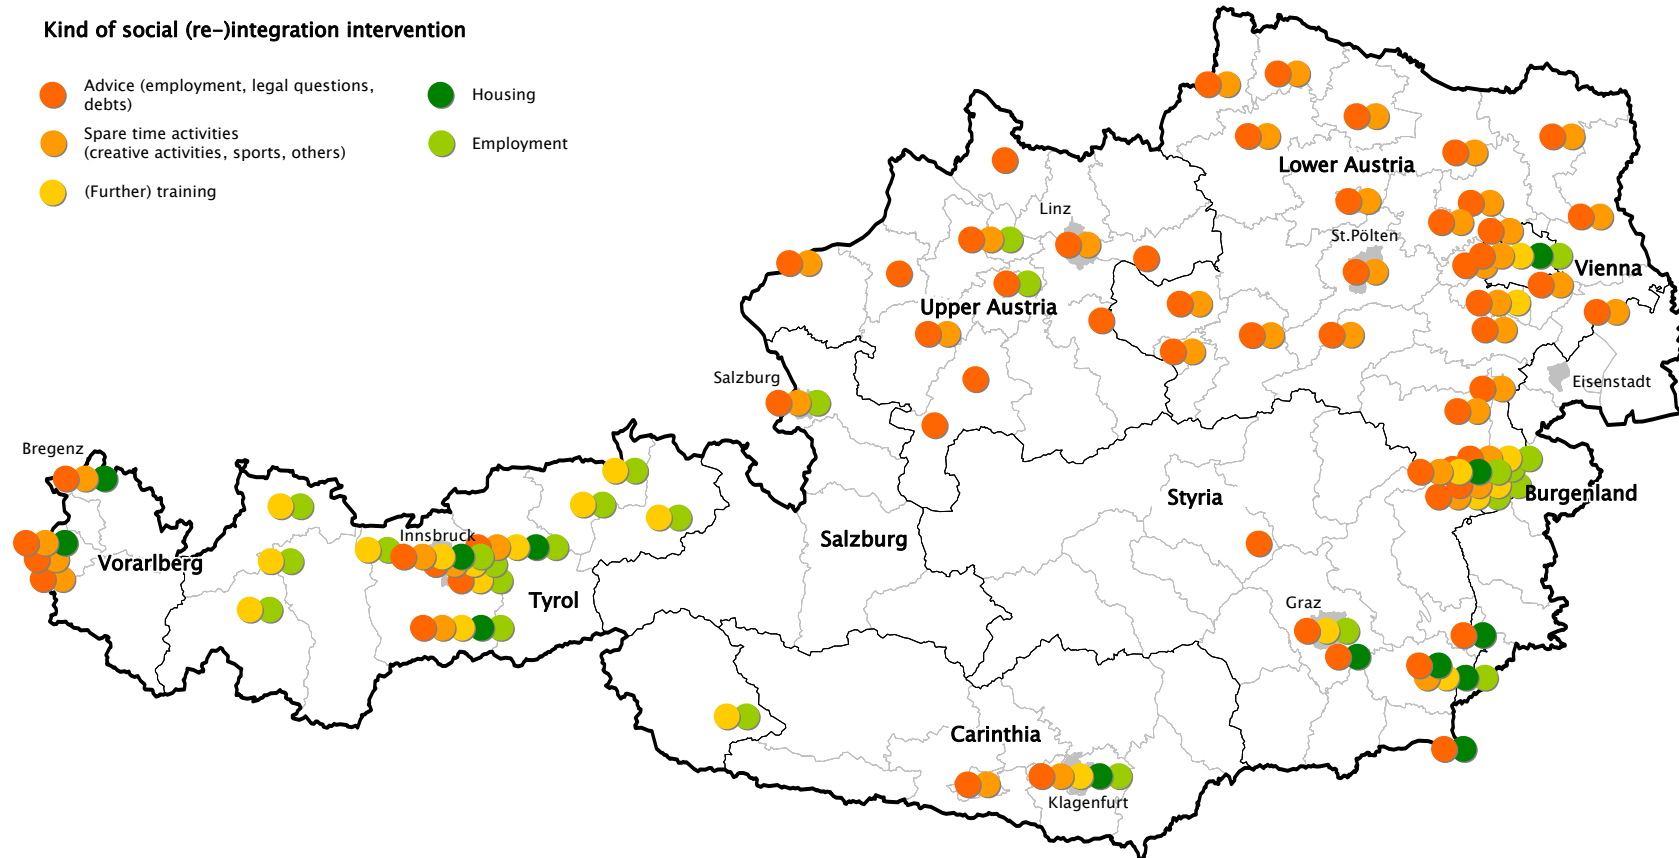 Kind of social (re-)integration intervention
Advice (employment, legal questions,
debts)
Housing
Spare time activities
(creative activities, sports, others)
Employment
(Further) training
Lower Austria
Linz
St.Pölten
Vienna
Upper Austria
Salzburg
Eisenstadt
Bregenz
Styria
Burgenland
Innsbruck
Salzburg
Vorarlberg
Tyrol
Graz
Carinthia
Klagenfurt